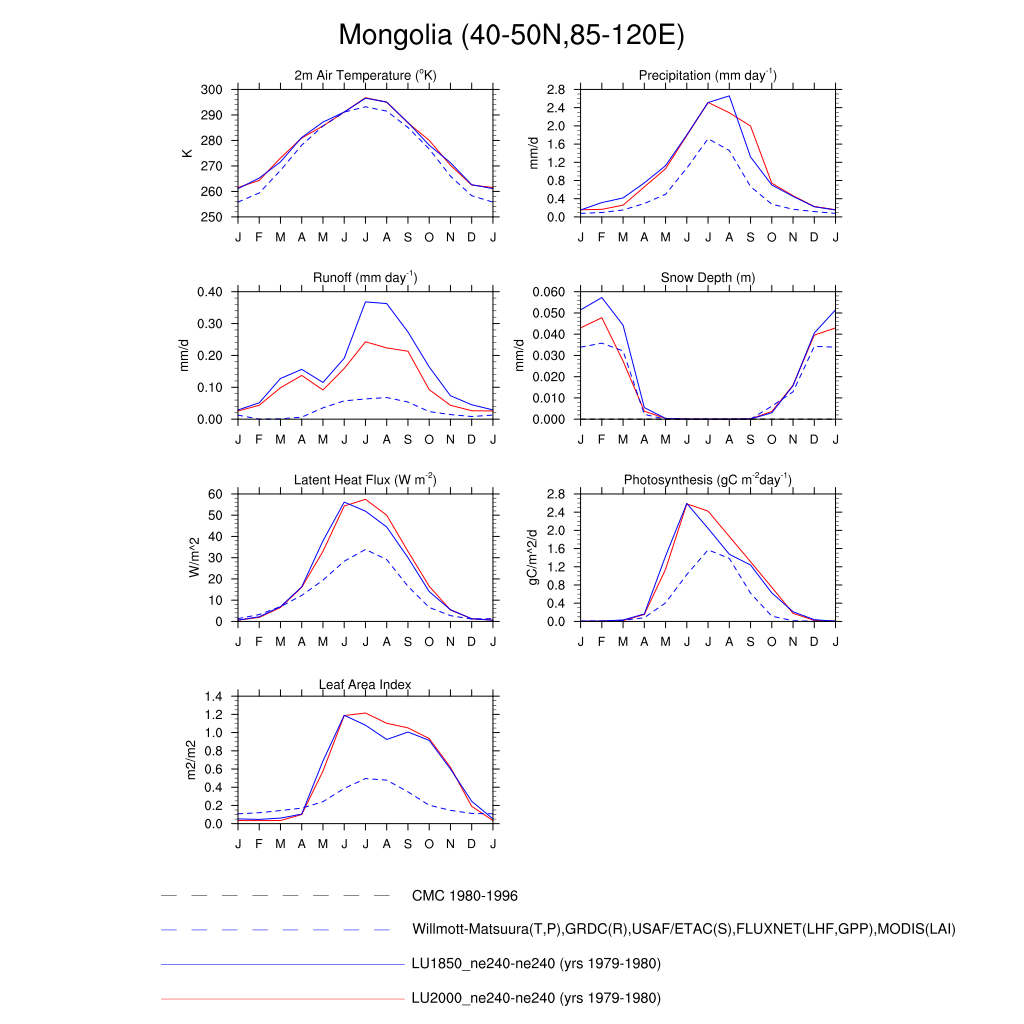 Mongolia (40-50N,85-120E)
2m Air Temperature (°K)
K
300
290
280
270
260
250
J F M A M J J A S O N D J
Precipitation (mm day-1)
mm/d
2.8
2.4
2.0
1.6
1.2
0.8
0.4
0.0
J F M A M J J A S O N D J
Runoff (mm day-1)
mm/d
0.40
0.30
0.20
0.10
0.00
J F M A M J J A S O N D J
Snow Depth (m)
mm/d
0.060
0.050
0.040
0.030
0.020
0.010
0.000
J F M A M J J A S O N D J
Latent Heat Flux (W m-2)
W/m^2
60
50
40
30
20
10
0
J F M A M J J A S O N D J
Photosynthesis (gC m-2day-1)
gC/m^2/d
2.8
2.4
2.0
1.6
1.2
0.8
0.4
0.0
J F M A M J J A S O N D J
Leaf Area Index
m2/m2
1.4
1.2
1.0
0.8
0.6
0.4
0.2
0.0
J F M A M J J A S O N D J
CMC 1980-1996
Willmott-Matsuura(T,P),GRDC(R),USAF/ETAC(S),FLUXNET(LHF,GPP),MODIS(LAI)
LU1850_ne240-ne240 (yrs 1979-1980)
LU2000_ne240-ne240 (yrs 1979-1980)